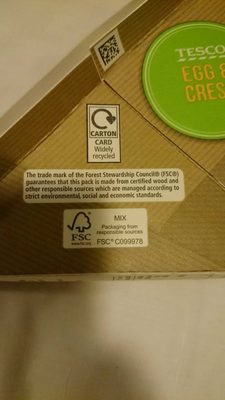 TESCO
EGG &
CRES
CARTON
CARD
Widely
recycled
The trade mark of the Forest Stewardship Council (FSC®)
guarantees that this pack is made from certified wood and
other responsible sources which are managed according to
strict environmental, social and economic standards.
FSC
www.fsc.org
MIX
Packaging from
responsible sources
FSC® C099978